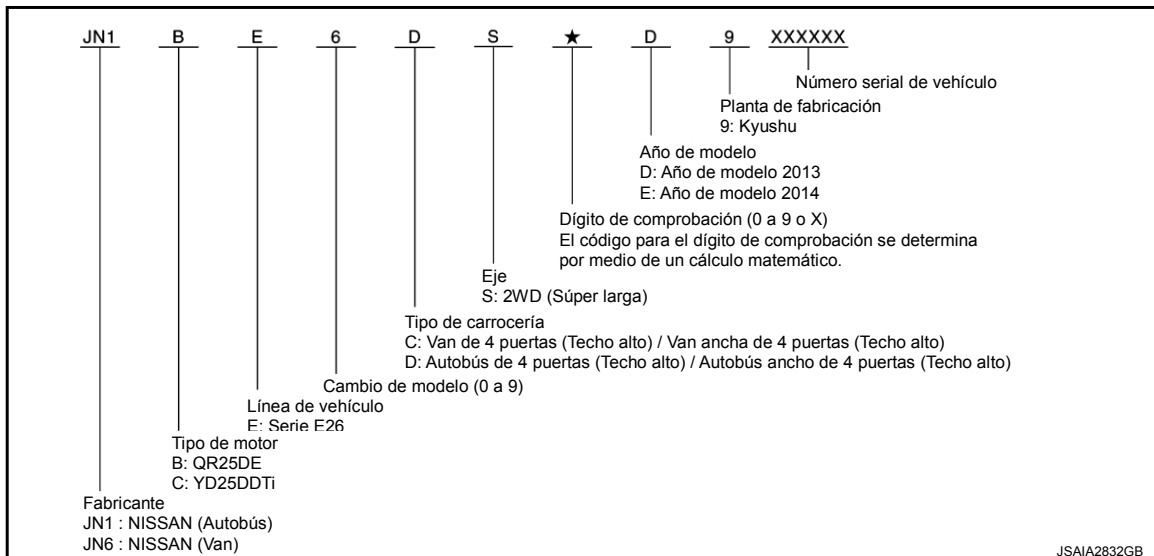 JN1 B E 6 D S ★ D 9 XXXXXX
Número serial de vehículo
Planta de fabricación
9: Kyushu
Año de modelo
D: Año de modelo 2013
E: Año de modelo 2014
Dígito de comprobación (0 a 9 o X)
El código para el dígito de comprobación se determina
por medio de un cálculo matemático.
Eje
S: 2WD (Súper larga)
Tipo de carrocería
C: Van de 4 puertas (Techo alto) / Van ancha de 4 puertas (Techo alto)
D: Autobús de 4 puertas (Techo alto) / Autobús ancho de 4 puertas (Techo alto)
Cambio de modelo (0 a 9)
Línea de vehículo
E: Serie E26
Tipo de motor
B: QR25DE
C: YD25DDTi
Fabricante
JN1 : NISSAN (Autobús)
JN6 : NISSAN (Van)
JSAIA2832GB